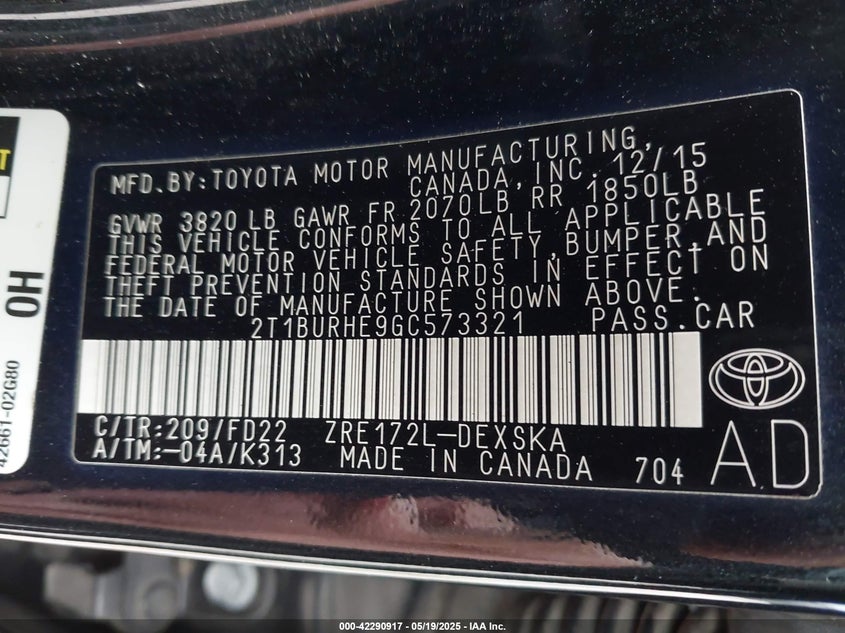 MFD.BY:TOYOTA MOTOR MANUFACTURING,
CANADA, INC. 12/15
GVWR 3820 LB GAWR FR 2070LB RR 1850LB
THIS VEHICLE CONFORMS TO ALL APPLICABLE
FEDERAL MOTOR VEHICLE SAFETY,BUMPER,AND
THEFT PREVENTION STANDARDS IN EFFECT ON
THE DATE OF MANUFACTURE SHOWN ABOVE.
2T1BURHE9GC573321 PASS.CAR
C/TR:209/FD22 ZRE172L-DEXSKA
A/TM:-04A/K313 MADE IN CANADA 704
A.D
OH
42661-02G80
000-42290917 - 05/19/2025 - IAA Inc.